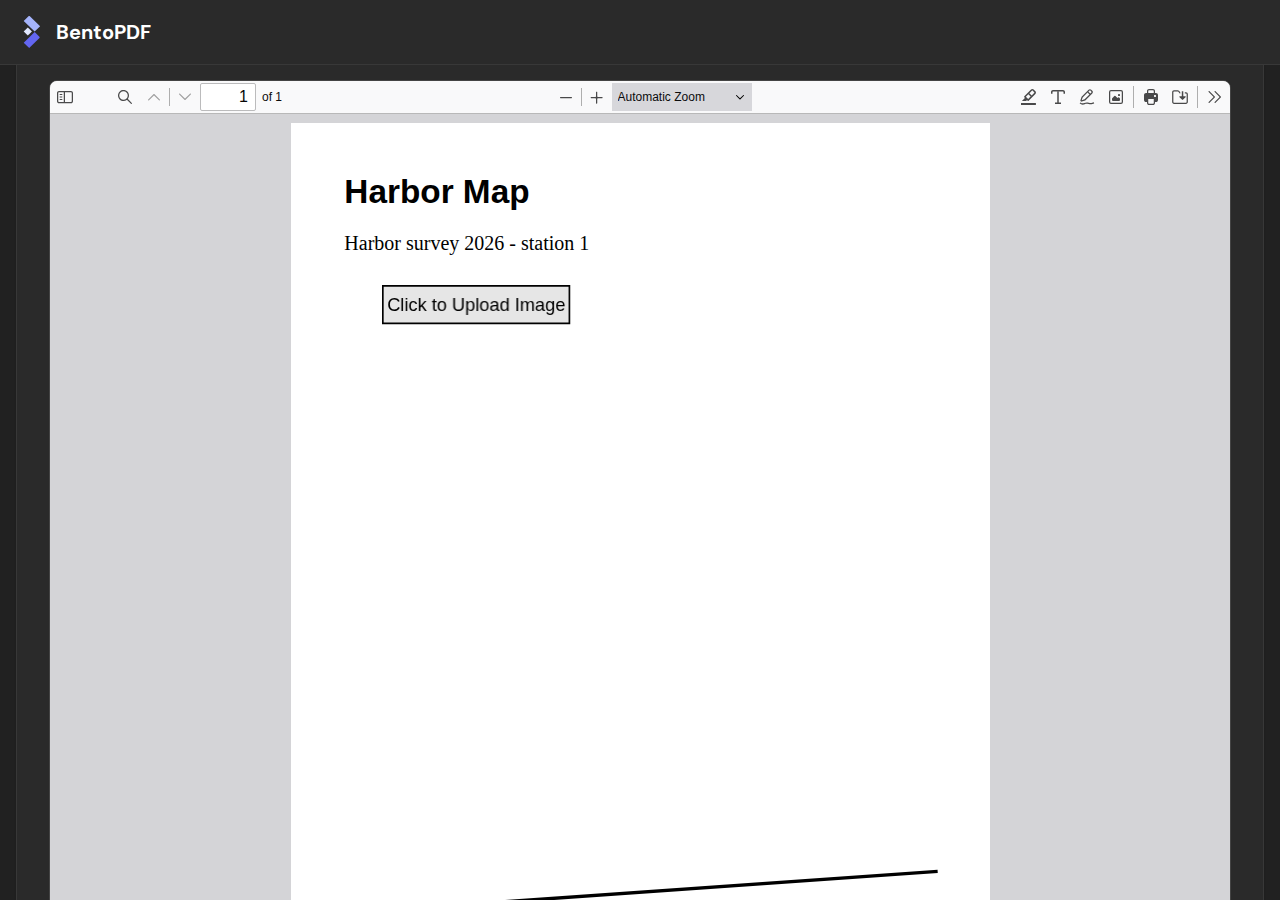 BentoPDF
1 of 1
Automatic Zoom
Harbor Map
Harbor survey 2026 - station 1
Click to Upload Image